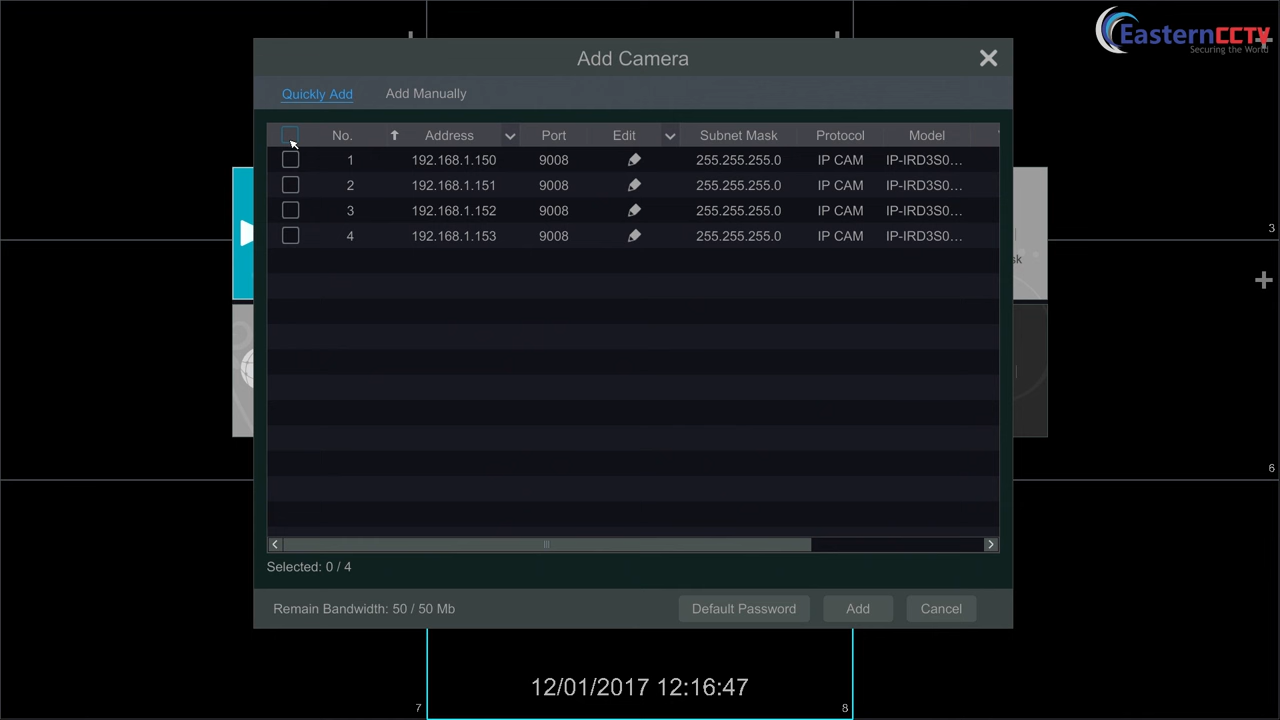 EasternCCTV
Securing the World
Add Camera
Quickly Add Add Manually
No. Address Port Edit Subnet Mask Protocol Model
1 192.168.1.150 9008 255.255.255.0 IP CAM IP-IRD3S0...
2 192.168.1.151 9008 255.255.255.0 IP CAM IP-IRD3S0...
3 192.168.1.152 9008 255.255.255.0 IP CAM IP-IRD3S0...
4 192.168.1.153 9008 255.255.255.0 IP CAM IP-IRD3S0...
3
sk
6
Selected: 0 / 4
Remain Bandwidth: 50 / 50 Mb Default Password Add Cancel
12/01/2017 12:16:47
7 8